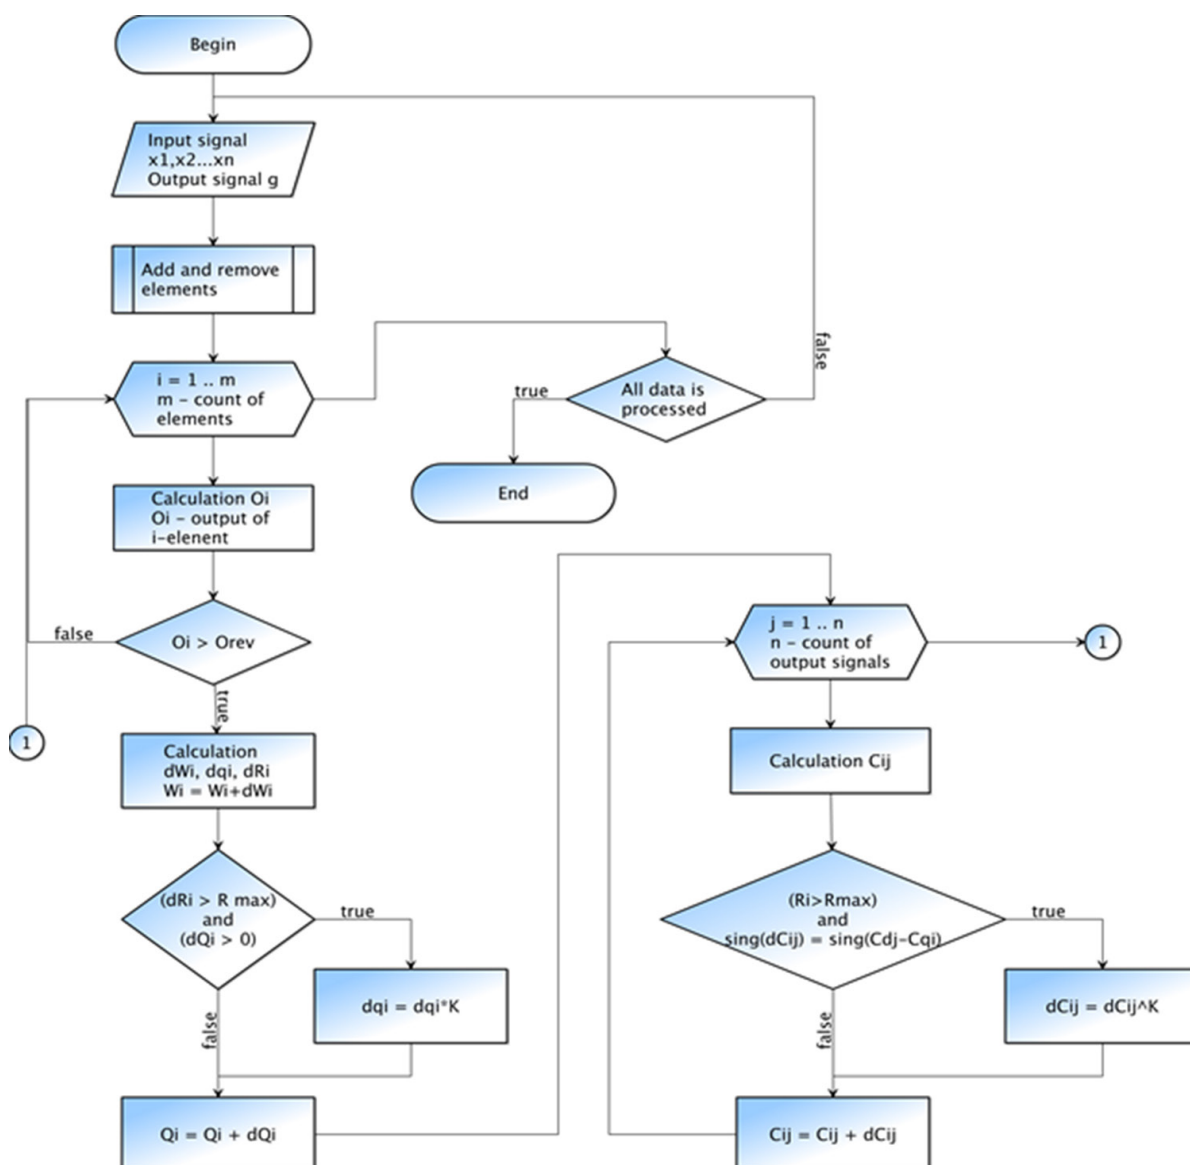 Begin
Input signal
x1,x2...xn
Output signal g
Add and remove
elements
i = 1 .. m
m - count of
elements
false
true
All data is
processed
End
Calculation Oi
Oi - output of
i-elenent
false
Oi > Orev
true
1
Calculation
dWi, dqi, dRi
Wi = Wi+dWi
(dRi > R max)
and
(dQi > 0)
true
dqi = dqi*K
false
Qi = Qi + dQi
j = 1 .. n
n - count of
output signals
1
Calculation Cij
(Ri>Rmax)
and
sing(dCij) = sing(Cdj-Cqi)
true
dCij = dCij^K
false
Cij = Cij + dCij